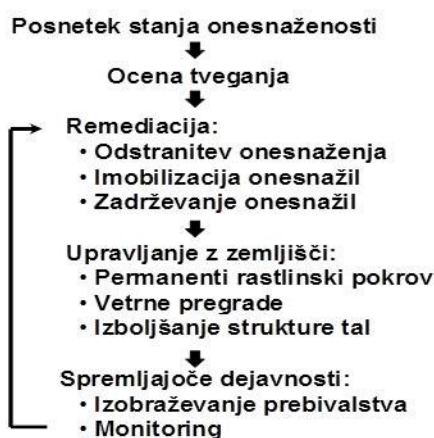 Posnetek stanja onesnaženosti
Ocena tveganja
Remediacija:
• Odstranitev onesnaženja
• Imobilizacija onesnažil
• Zadrževanje onesnažil
Upravljanje z zemljišči:
• Permanenti rastlinski pokrov
• Vetrne pregrade
• Izboljšanje strukture tal
Spremljajoče dejavnosti:
• Izobraževanje prebivalstva
• Monitoring